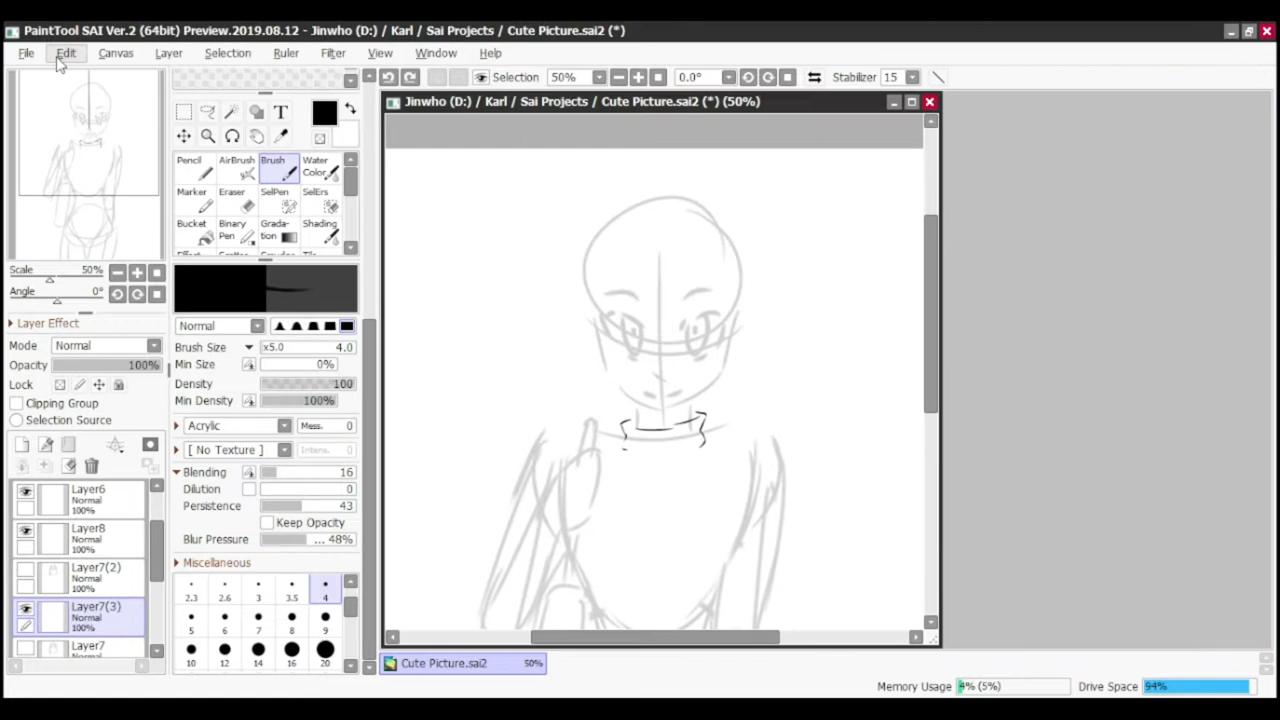 PaintTool SAI Ver.2 (64bit) Preview.2019.08.12 - Jinwho (D:) / Karl / Sai Projects / Cute Picture.sai2 (*)
File Edit Canvas Layer Selection Ruler Filter View Window Help
Selection 50% 0.0° Stabilizer 15
Jinwho (D:) / Karl / Sai Projects / Cute Picture.sai2 (*) (50%)
T
Pencil AirBrush Brush Water Color
Marker Eraser SelPen SelErs
Bucket Binary Pen Grada-tion Shading
Scale 50%
Angle 0°
Layer Effect
Mode Normal
Opacity 100%
Lock
Clipping Group
Selection Source
Layer6
Normal
100%
Layer8
Normal
100%
Layer7(2)
Normal
100%
Layer7(3)
Normal
100%
Layer7
Normal
Brush Size x5.0 4.0
Min Size 0%
Density 100
Min Density 100%
Acrylic Mess. 0
[ No Texture ] Intens. 0
Blending 16
Dilution 0
Persistence 43
Keep Opacity
Blur Pressure ... 48%
Miscellaneous
2.3 2.6 3 3.5 4
5 6 7 8 9
10 12 14 16 20
Cute Picture.sai2 50%
Memory Usage 4% (5%) Drive Space 94%